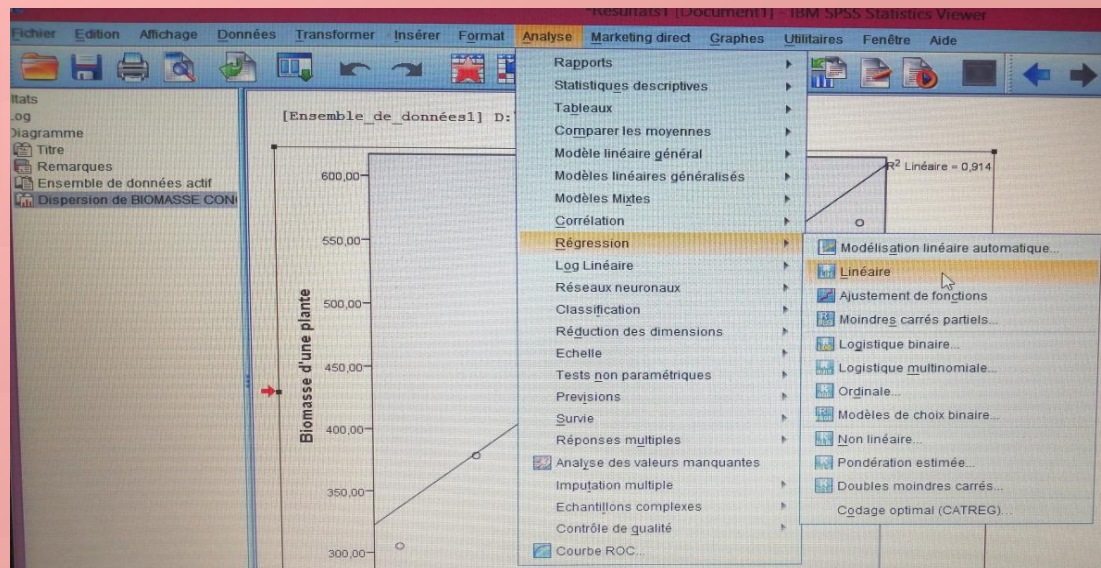 *Résultats1 [Document1] - IBM SPSS Statistics Viewer
Fichier Edition Affichage Données Transformer Insérer Format Analyse Marketing direct Graphes Utilitaires Fenêtre Aide
ltats
Log
Diagramme
Titre
Remarques
Ensemble de données actif
Dispersion de BIOMASSE CON
[Ensemble_de_données1] D:
600,00
550,00
500,00
450,00
400,00
350,00
300,00
Biomasse d'une plante
R² Linéaire = 0,914
Rapports
Statistiques descriptives
Tableaux
Comparer les moyennes
Modèle linéaire général
Modèles linéaires généralisés
Modèles Mixtes
Corrélation
Régression
Log Linéaire
Réseaux neuronaux
Classification
Réduction des dimensions
Echelle
Tests non paramétriques
Prévisions
Survie
Réponses multiples
Analyse des valeurs manquantes
Imputation multiple
Echantillons complexes
Contrôle de qualité
Courbe ROC...
Modélisation linéaire automatique...
Linéaire
Ajustement de fonctions
Moindres carrés partiels...
Logistique binaire...
Logistique multinomiale...
Ordinale...
Modèles de choix binaire...
Non linéaire...
Pondération estimée...
Doubles moindres carrés...
Codage optimal (CATREG)...